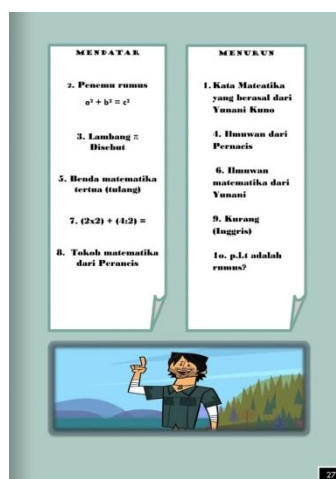 MENDATAR
2. Penemu rumus
a² + b² = c²
3. Lambang π
Disebut
5. Benda matematika
tertua (tulang)
7. (2x2) + (4:2) =
8. Tokoh matematika
dari Perancis
MENURUN
1. Kata Mateatika
yang berasal dari
Yunani Kuno
4. Ilmuwan dari
Pernacis
6. Ilmuwan
matematika dari
Yunani
9. Kurang
(Inggris)
1o. p.l.t adalah
rumus?
27